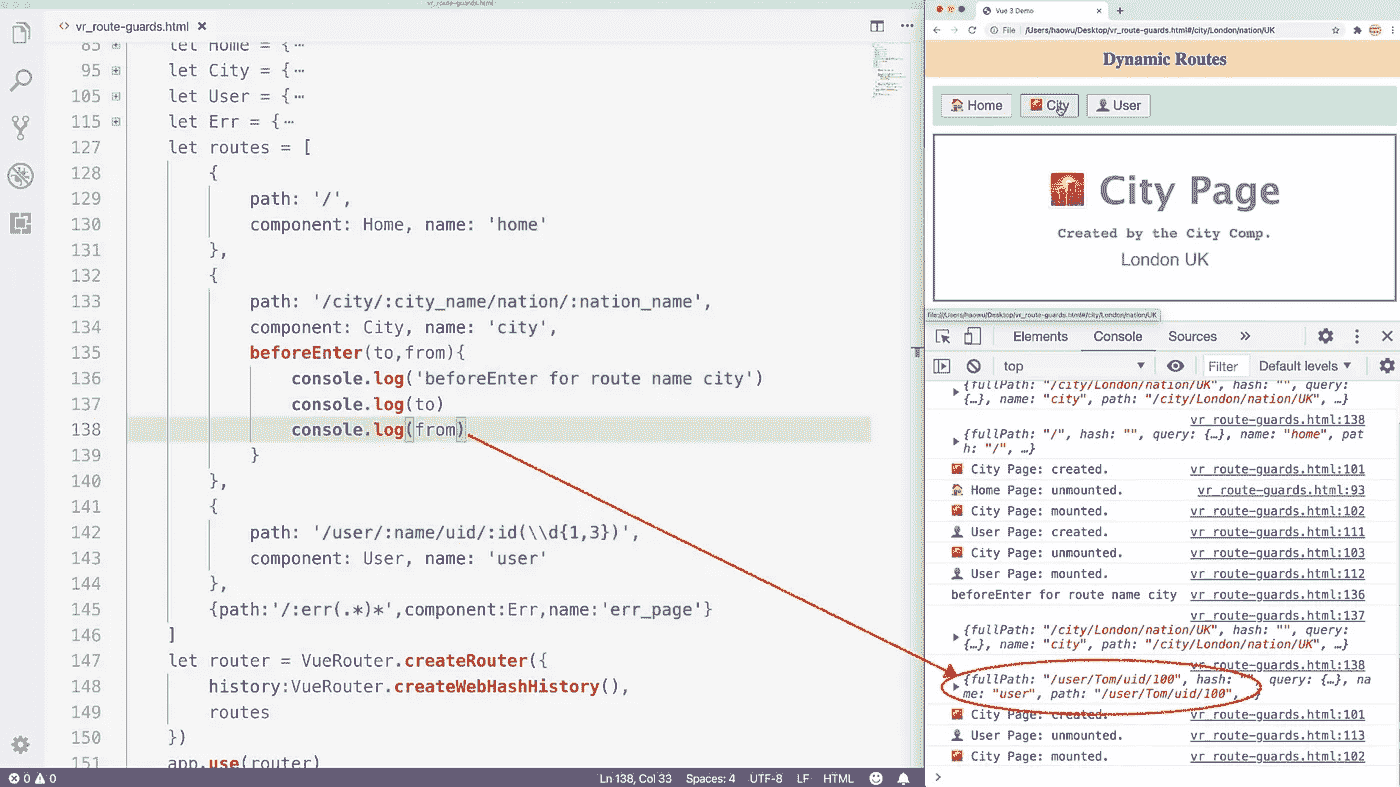 vr_route-guards.html
vr_route-guards.html
85 let Home = {⋯
95 let City = {⋯
105 let User = {⋯
115 let Err = {⋯
127 let routes = [
128 {
129 path: '/',
130 component: Home, name: 'home'
131 },
132 {
133 path: '/city/:city_name/nation/:nation_name',
134 component: City, name: 'city',
135 beforeEnter(to,from){
136 console.log('beforeEnter for route name city')
137 console.log(to)
138 console.log(from)
139 }
140 },
141 {
142 path: '/user/:name/uid/:id(\\d{1,3})',
143 component: User, name: 'user'
144 },
145 {path:'/:err(.*)*',component:Err,name:'err_page'}
146 ]
147 let router = VueRouter.createRouter({
148 history:VueRouter.createWebHashHistory(),
149 routes
150 })
151 app.use(router)
0 0
Ln 138, Col 33 Spaces: 4 UTF-8 LF HTML
Vue 3 Demo
File /Users/haowu/Desktop/vr_route-guards.html#/city/London/nation/UK
Dynamic Routes
Home City User
City Page
Created by the City Comp.
London UK
file:///Users/haowu/Desktop/vr_route-guards.html#/city/London/nation/UK
Elements Console Sources
top Filter Default levels
{fullPath: "/city/London/nation/UK", hash: "", query:
{…}, name: "city", path: "/city/London/nation/UK", …}
vr_route-guards.html:138
{fullPath: "/", hash: "", query: {…}, name: "home", pat
h: "/", …}
City Page: created. vr_route-guards.html:101
Home Page: unmounted. vr_route-guards.html:93
City Page: mounted. vr_route-guards.html:102
User Page: created. vr_route-guards.html:111
City Page: unmounted. vr_route-guards.html:103
User Page: mounted. vr_route-guards.html:112
beforeEnter for route name city vr_route-guards.html:136
vr_route-guards.html:137
{fullPath: "/city/London/nation/UK", hash: "", query:
{…}, name: "city", path: "/city/London/nation/UK", …}
vr_route-guards.html:138
{fullPath: "/user/Tom/uid/100", hash: "", query: {…}, na
me: "user", path: "/user/Tom/uid/100", …}
City Page: created. vr_route-guards.html:101
User Page: unmounted. vr_route-guards.html:113
City Page: mounted. vr_route-guards.html:102